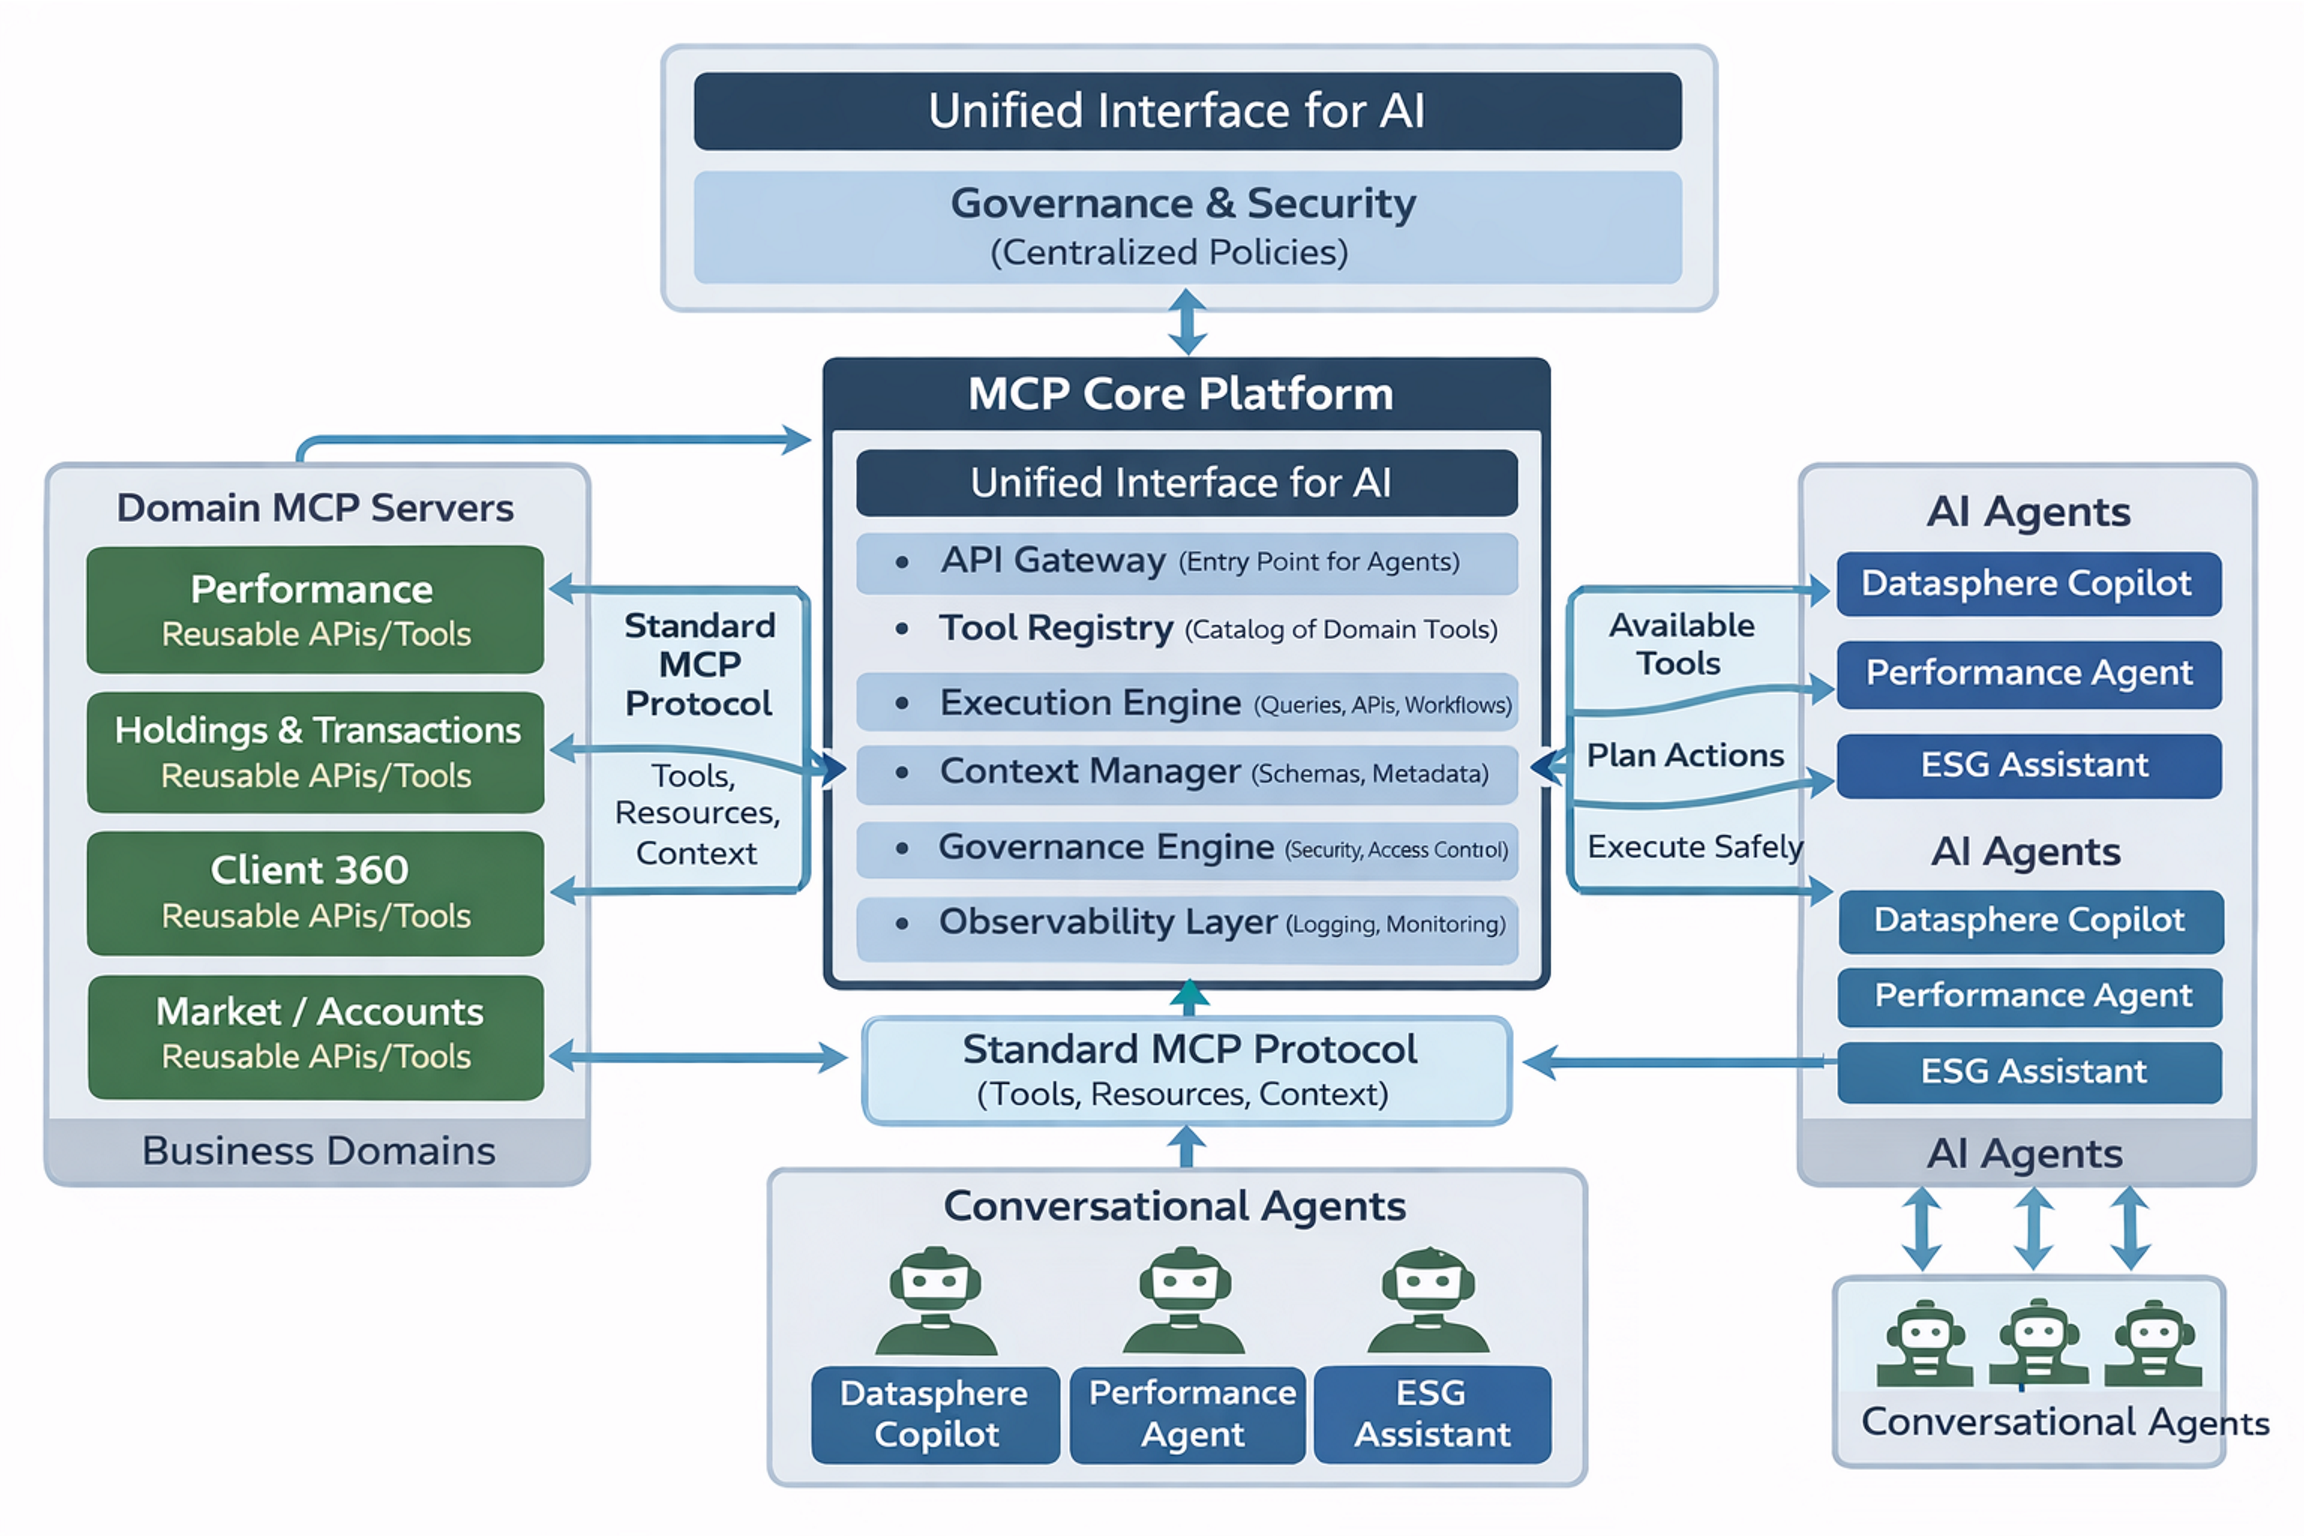 Unified Interface for AI
Governance & Security
(Centralized Policies)
MCP Core Platform
Unified Interface for AI
• API Gateway (Entry Point for Agents)
• Tool Registry (Catalog of Domain Tools)
• Execution Engine (Queries, APIs, Workflows)
• Context Manager (Schemas, Metadata)
• Governance Engine (Security, Access Control)
• Observability Layer (Logging, Monitoring)
Domain MCP Servers
Performance
Reusable APis/Tools
Holdings & Transactions
Reusable APis/Tools
Client 360
Reusable APis/Tools
Market / Accounts
Reusable APis/Tools
Business Domains
Standard
MCP
Protocol
Tools,
Resources,
Context
Available
Tools
Plan Actions
Execute Safely
AI Agents
Datasphere Copilot
Performance Agent
ESG Assistant
AI Agents
Datasphere Copilot
Performance Agent
ESG Assistant
AI Agents
Standard MCP Protocol
(Tools, Resources, Context)
Conversational Agents
Datasphere
Copilot
Performance
Agent
ESG
Assistant
Conversational Agents